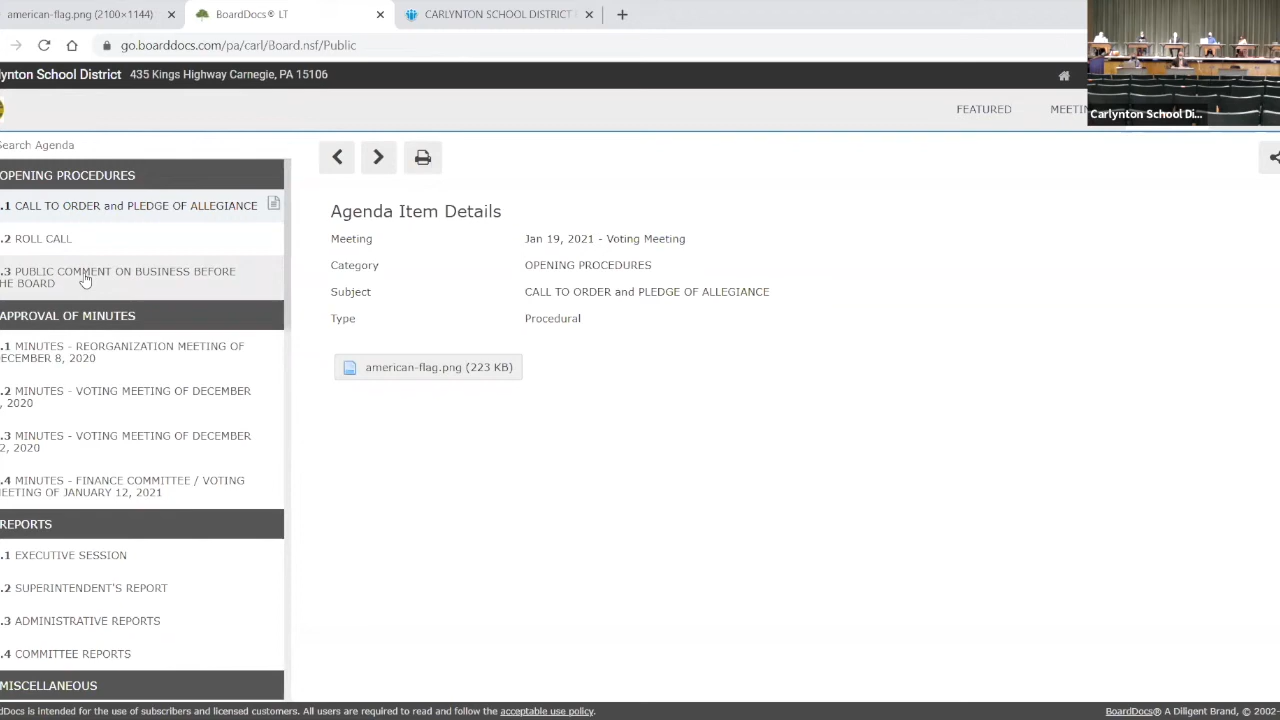 american-flag.png (2100×1144)
BoardDocs® LT
CARLYNTON SCHOOL DISTRICT
go.boarddocs.com/pa/carl/Board.nsf/Public
lynton School District 435 Kings Highway Carnegie, PA 15106
FEATURED MEETIN
Carlynton School Di...
Search Agenda
OPENING PROCEDURES
.1 CALL TO ORDER and PLEDGE OF ALLEGIANCE
.2 ROLL CALL
.3 PUBLIC COMMENT ON BUSINESS BEFORE
HE BOARD
APPROVAL OF MINUTES
.1 MINUTES - REORGANIZATION MEETING OF
ECEMBER 8, 2020
.2 MINUTES - VOTING MEETING OF DECEMBER
, 2020
.3 MINUTES - VOTING MEETING OF DECEMBER
2, 2020
.4 MINUTES - FINANCE COMMITTEE / VOTING
EETING OF JANUARY 12, 2021
REPORTS
.1 EXECUTIVE SESSION
.2 SUPERINTENDENT'S REPORT
.3 ADMINISTRATIVE REPORTS
.4 COMMITTEE REPORTS
MISCELLANEOUS
Agenda Item Details
Meeting Jan 19, 2021 - Voting Meeting
Category OPENING PROCEDURES
Subject CALL TO ORDER and PLEDGE OF ALLEGIANCE
Type Procedural
american-flag.png (223 KB)
rdDocs is intended for the use of subscribers and licensed customers. All users are required to read and follow the acceptable use policy.
BoardDocs® A Diligent Brand, © 2002-